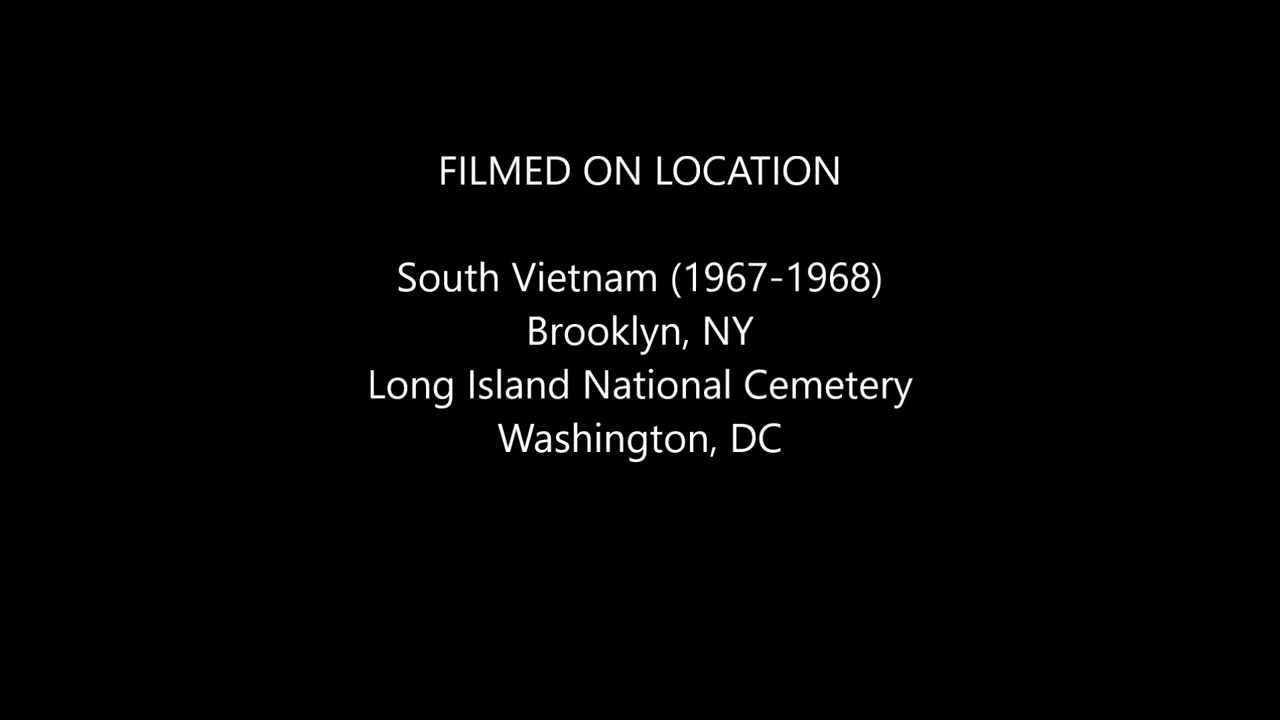 FILMED ON LOCATION
South Vietnam (1967-1968)
Brooklyn, NY
Long Island National Cemetery
Washington, DC